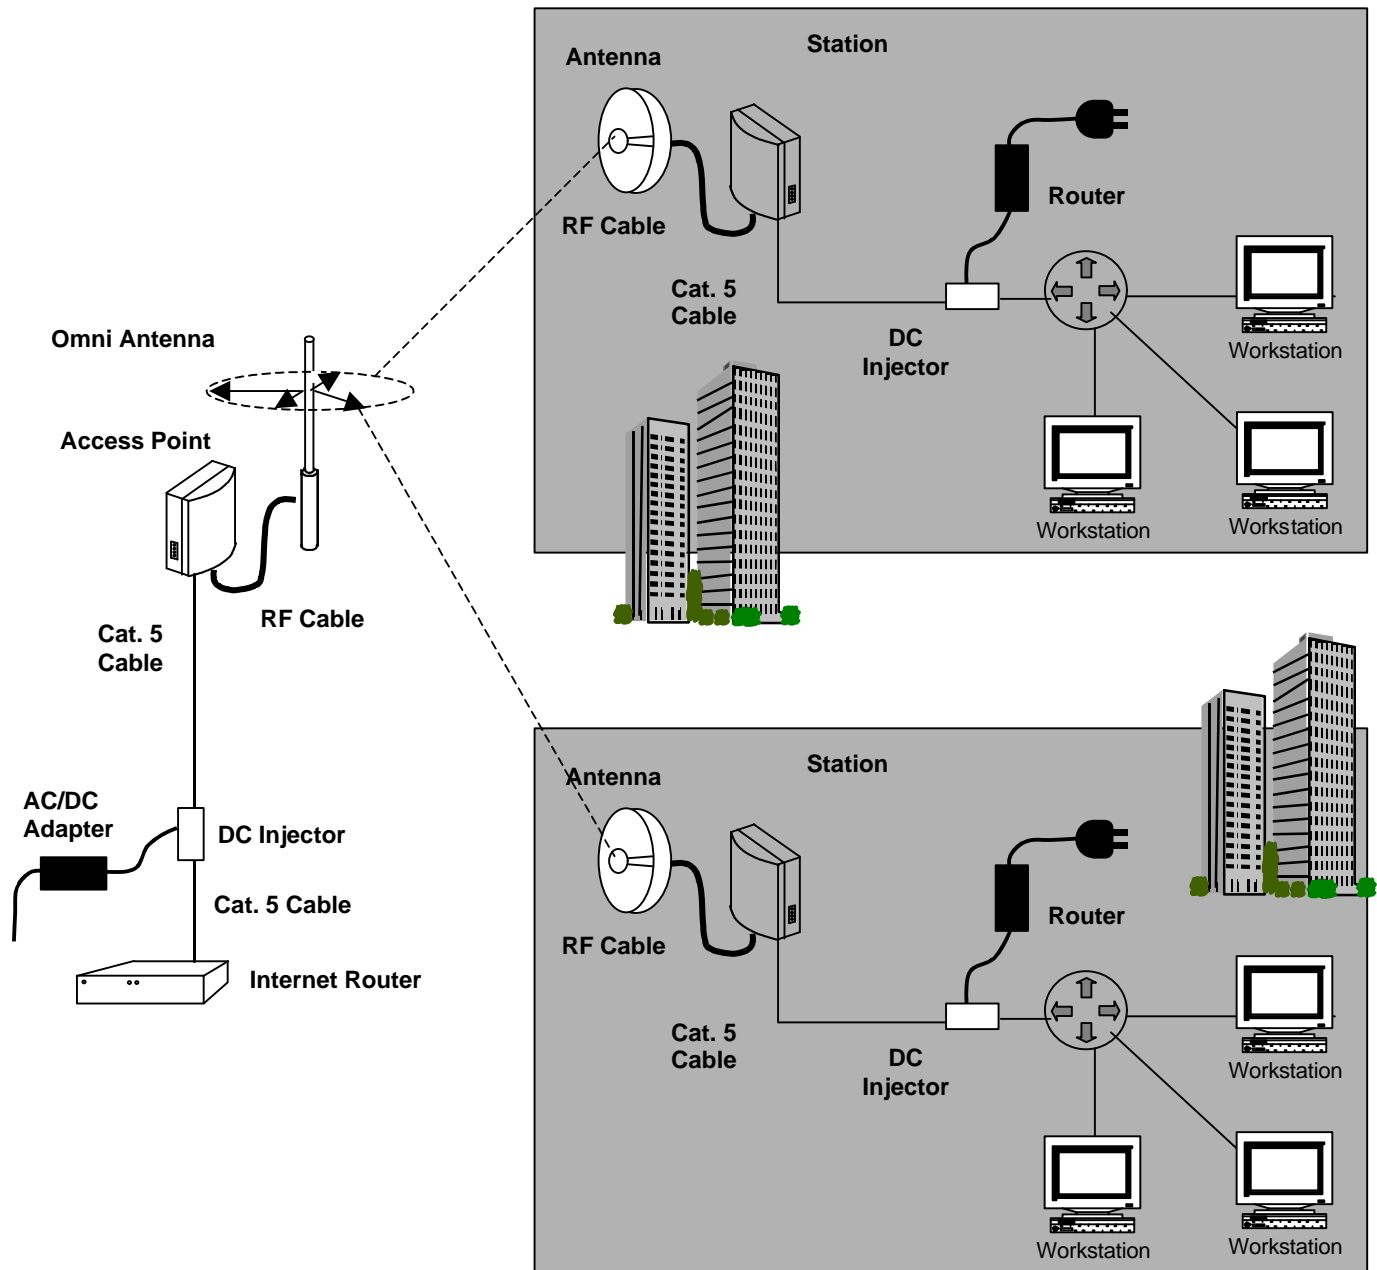 Station
Antenna
Router
RF Cable
Cat. 5
Cable
DC
Injector
Workstation
Workstation
Workstation
Omni Antenna
Access Point
RF Cable
Cat. 5
Cable
AC/DC
Adapter
DC Injector
Cat. 5 Cable
Internet Router
Station
Antenna
Router
RF Cable
Cat. 5
Cable
DC
Injector
Workstation
Workstation
Workstation